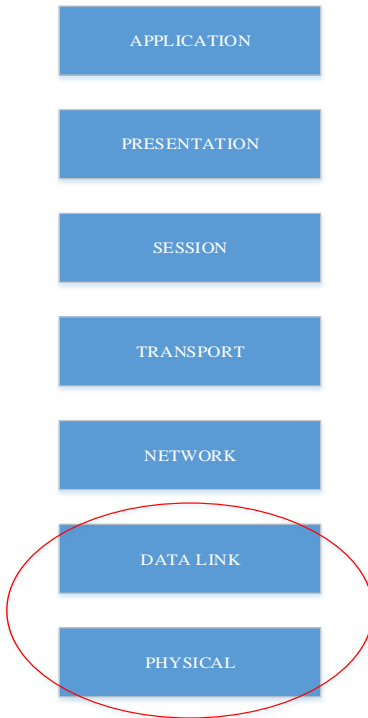 APPLICATION
PRESENTATION
SESSION
TRANSPORT
NETWORK
DATA LINK
PHYSICAL